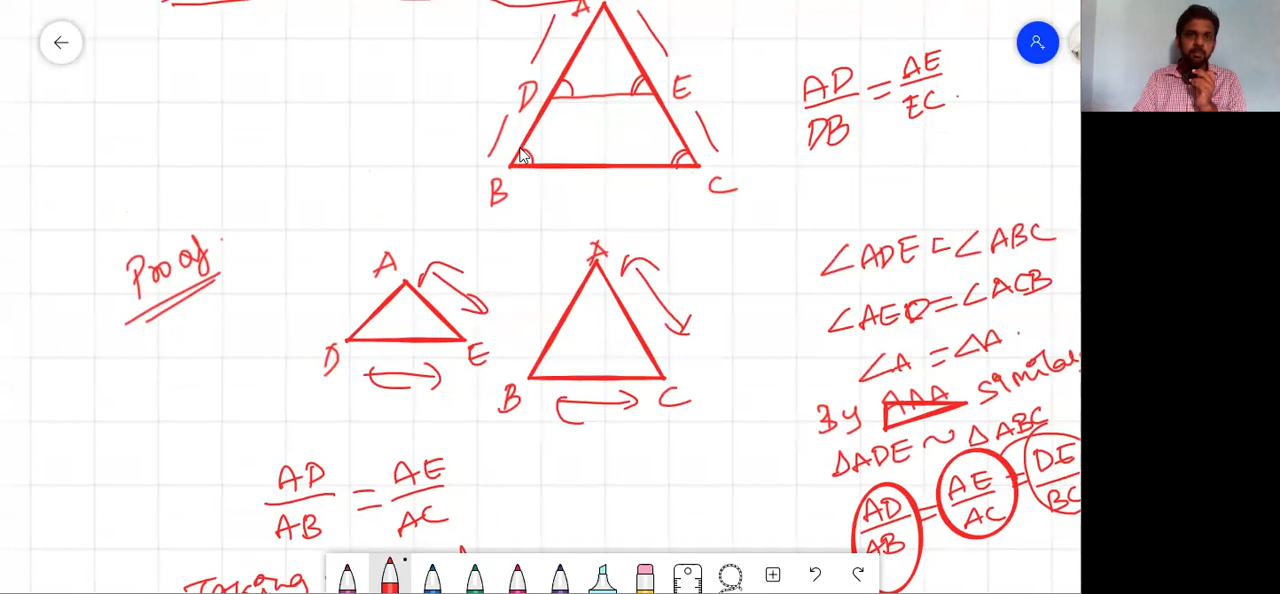 A
D E
B C
AD/DB = AE/EC.
Proof.
A
D E
A
B C
∠ADE = ∠ABC
∠AED = ∠ACB
∠A = ∠A.
By AAA similar
ΔADE ~ ΔABC
AD/AB = AE/AC = DE/BC
AD/AB = AE/AC
Taking